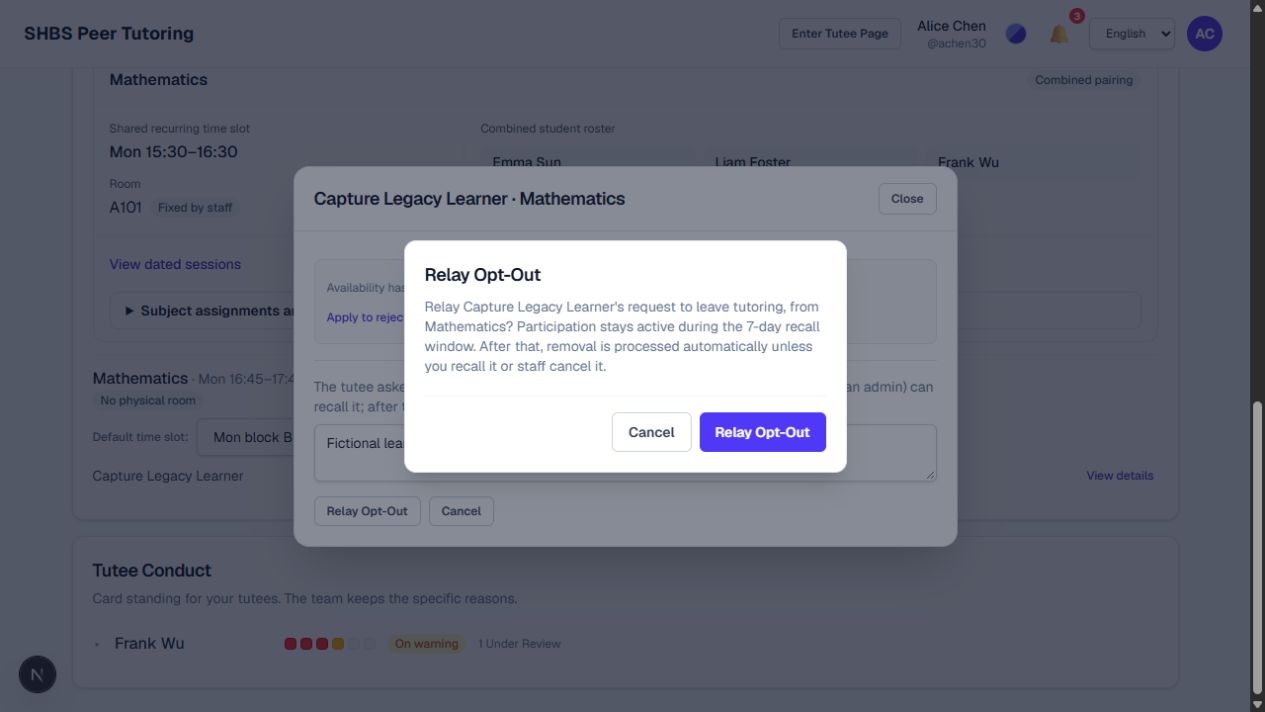 SHBS Peer Tutoring
Enter Tutee Page
Alice Chen
@achen30
3
English
AC
Mathematics
Combined pairing
Shared recurring time slot
Combined student roster
Mon 15:30–16:30
Emma Sun
Liam Foster
Frank Wu
Room
A101 Fixed by staff
Capture Legacy Learner · Mathematics
Close
View dated sessions
Availability has
Apply to rejec
Subject assignments a
Relay Opt-Out
Relay Capture Legacy Learner's request to leave tutoring, from
Mathematics? Participation stays active during the 7-day recall
window. After that, removal is processed automatically unless
you recall it or staff cancel it.
Cancel
Relay Opt-Out
Mathematics · Mon 16:45–17:4
No physical room
Default time slot: Mon block B
Capture Legacy Learner
The tutee aske
an admin) can
recall it; after
Fictional lear
View details
Relay Opt-Out
Cancel
Tutee Conduct
Card standing for your tutees. The team keeps the specific reasons.
Frank Wu
On warning
1 Under Review
N